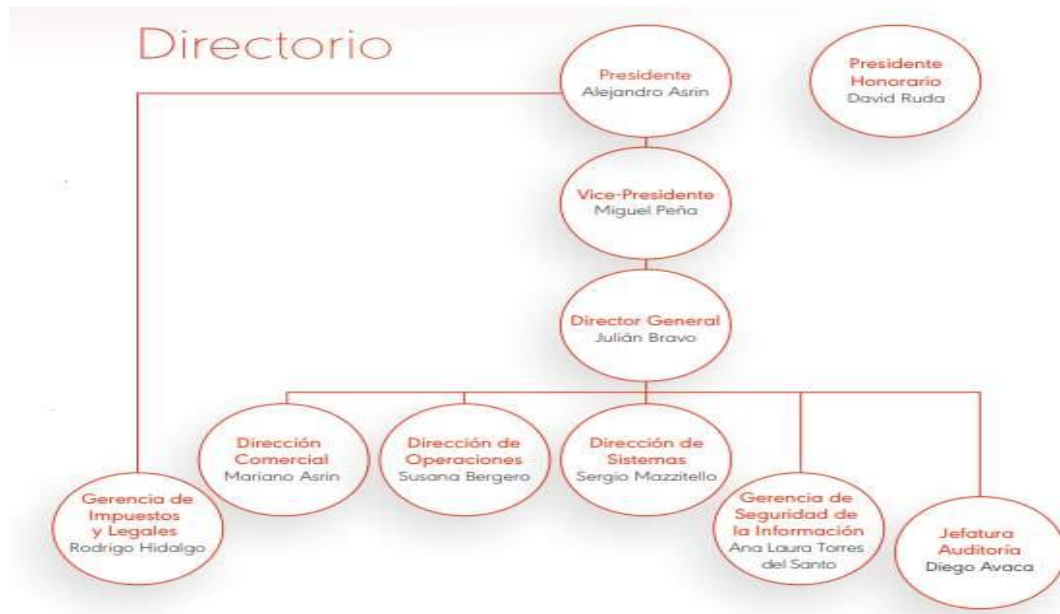 Directorio
Presidente
Alejandro Asrin
Presidente
Honorario
David Ruda
Vice-Presidente
Miguel Peña
Director General
Julián Bravo
Dirección
Comercial
Mariano Asrin
Dirección de
Operaciones
Susana Bergero
Dirección de
Sistemas
Sergio Mazzitello
Gerencia de
Impuestos
y Legales
Rodrigo Hidalgo
Gerencia de
Seguridad de
la Información
Ana Laura Torres
del Santo
Jefatura
Auditoría
Diego Avaca